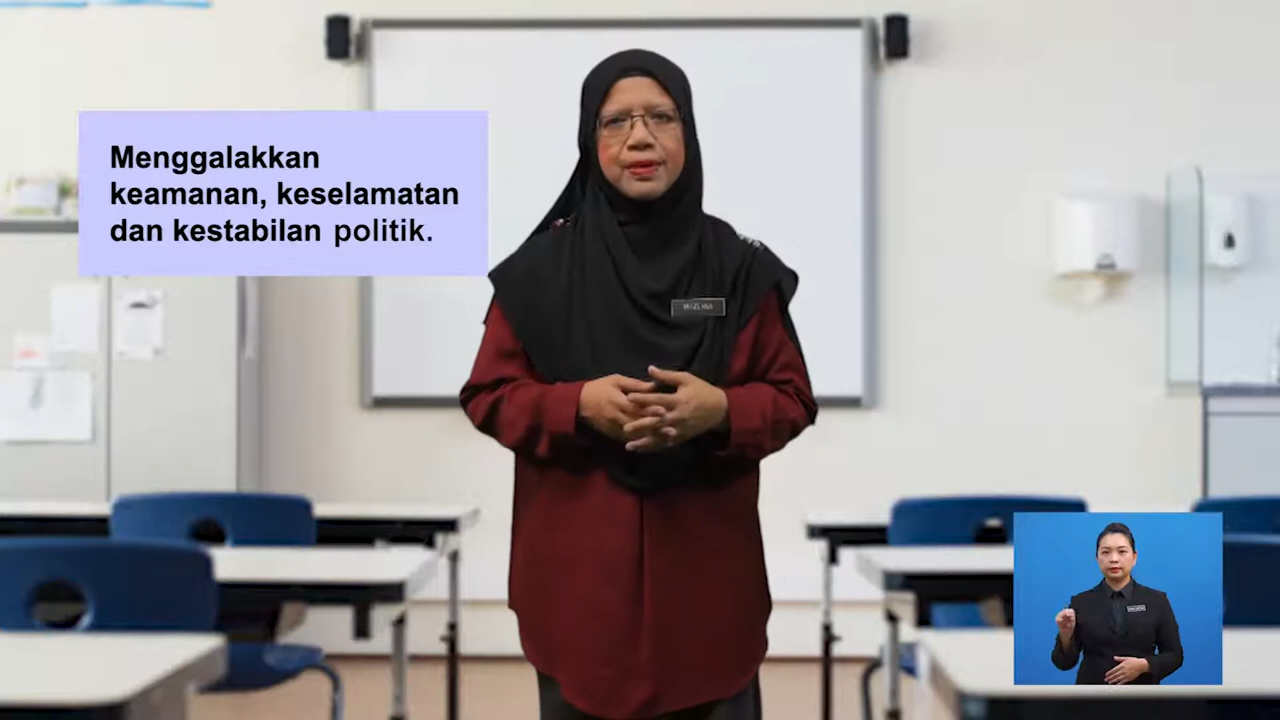 Menggalakkan
keamanan, keselamatan
dan kestabilan politik.